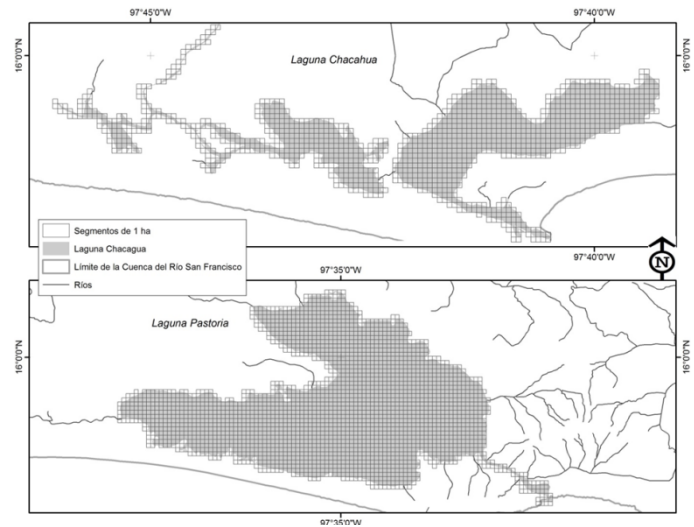 97°45'0"W
97°40'0"W
Laguna Chacahua
16°0'0"N
16°0'0"N
Segmentos de 1 ha
Laguna Chacagua
Límite de la Cuenca del Río San Francisco
Ríos
97°35'0"W
97°40'0"W
N
Laguna Pastoria
16°0'0"N
16°0'0"N
97°35'0"W